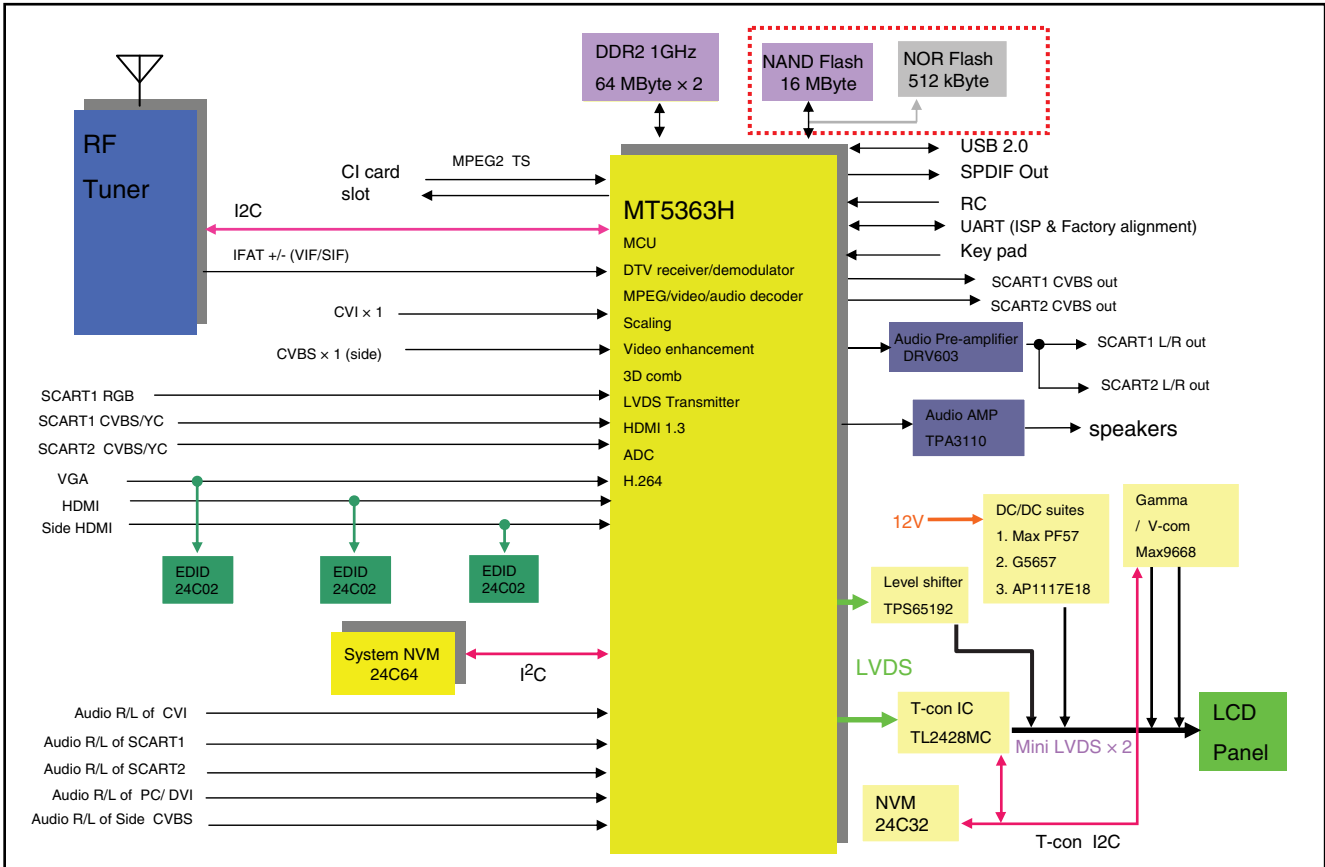 DDR2 1GHz
64 MByte × 2
NAND Flash
16 MByte
NOR Flash
512 kByte
RF
Tuner
CI card
slot
MPEG2 TS
I2C
IFAT +/- (VIF/SIF)
CVI × 1
CVBS × 1 (side)
SCART1 RGB
SCART1 CVBS/YC
SCART2 CVBS/YC
VGA
HDMI
Side HDMI
EDID
24C02
EDID
24C02
EDID
24C02
System NVM
24C64
I²C
Audio R/L of CVI
Audio R/L of SCART1
Audio R/L of SCART2
Audio R/L of PC/ DVI
Audio R/L of Side CVBS
MT5363H
MCU
DTV receiver/demodulator
MPEG/video/audio decoder
Scaling
Video enhancement
3D comb
LVDS Transmitter
HDMI 1.3
ADC
H.264
USB 2.0
SPDIF Out
RC
UART (ISP & Factory alignment)
Key pad
SCART1 CVBS out
SCART2 CVBS out
Audio Pre-amplifier
DRV603
SCART1 L/R out
SCART2 L/R out
Audio AMP
TPA3110
speakers
12V
DC/DC suites
1. Max PF57
2. G5657
3. AP1117E18
Gamma
/ V-com
Max9668
Level shifter
TPS65192
LVDS
T-con IC
TL2428MC
Mini LVDS × 2
LCD
Panel
NVM
24C32
T-con I2C